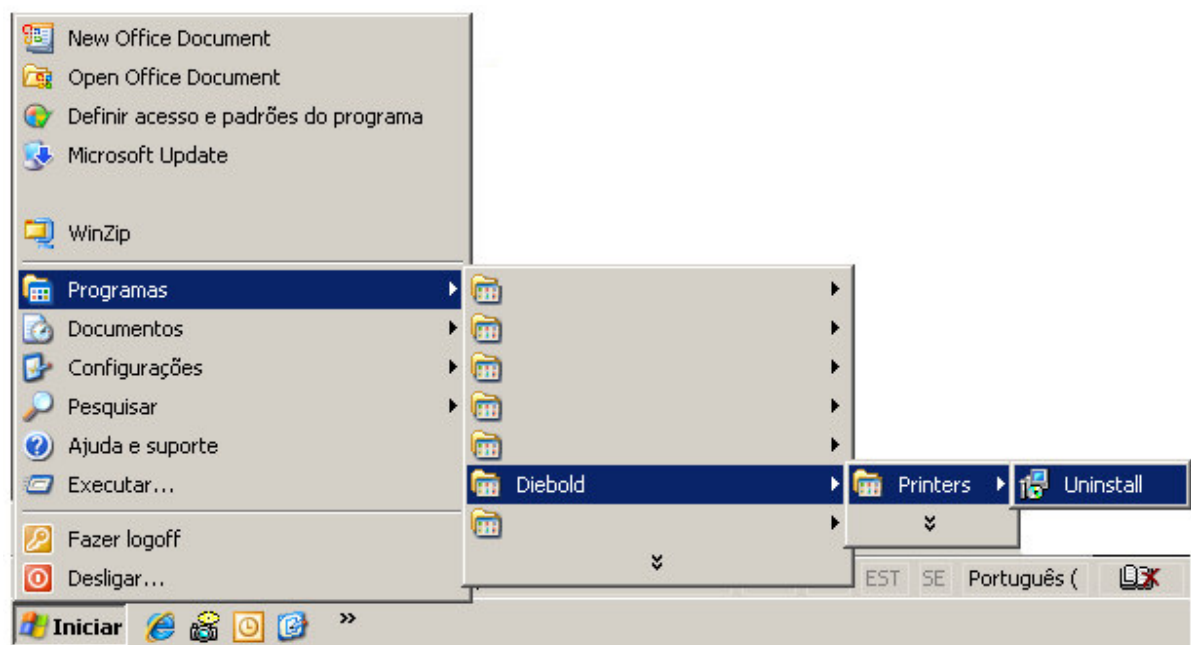 New Office Document
Open Office Document
Definir acesso e padrões do programa
Microsoft Update
WinZip
Programas
Documentos
Configurações
Pesquisar
Ajuda e suporte
Executar...
Diebold
Printers
Uninstall
Fazer logoff
Desligar...
EST SE Português (
Iniciar »